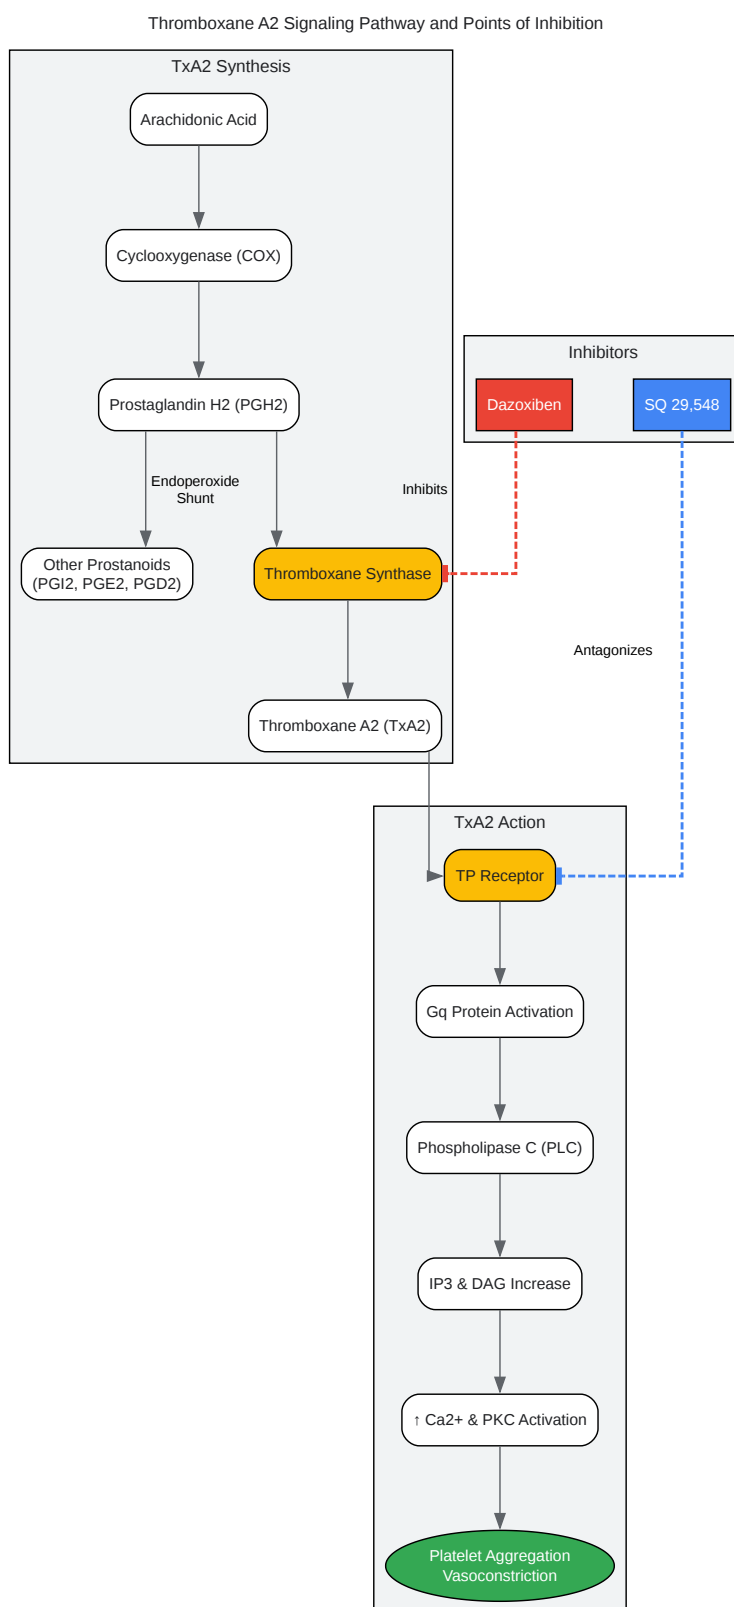 Thromboxane A2 Signaling Pathway and Points of Inhibition
TxA2 Synthesis
Arachidonic Acid
Cyclooxygenase (COX)
Inhibitors
Prostaglandin H2 (PGH2)
Dazoxiben
SQ 29,548
Endoperoxide
Shunt
Inhibits
Other Prostanoids
(PGI2, PGE2, PGD2)
Thromboxane Synthase
Antagonizes
Thromboxane A2 (TxA2)
TxA2 Action
TP Receptor
Gq Protein Activation
Phospholipase C (PLC)
IP3 & DAG Increase
↑ Ca2+ & PKC Activation
Platelet Aggregation
Vasoconstriction